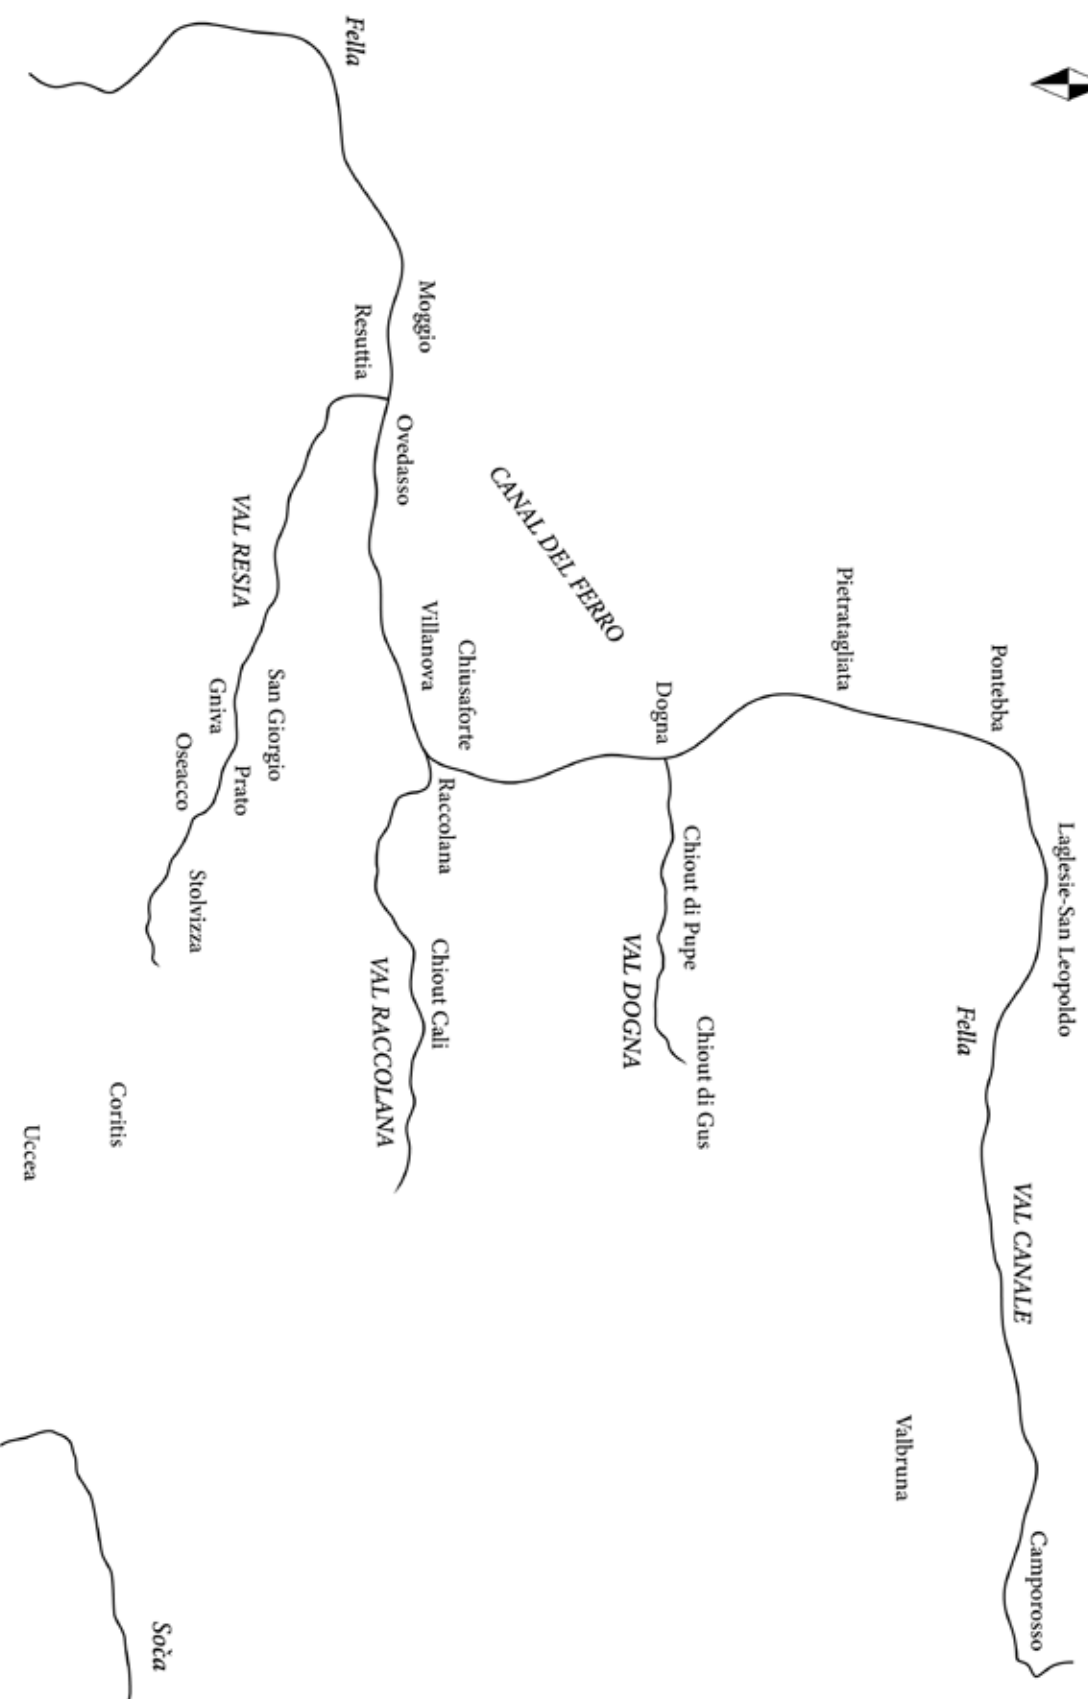 Laglesie-San Leopoldo
Camporosso
VAL CANALE
Pontebba
Fella
Valbruna
Pietratagliata
Chiout di Gus
Chiout di Pupe
Dogna
VAL DOGNA
CANAL DEL FERRO
Chiusaforte
Raccolana
Chiout Cali
Villanova
Moggio
Ovedasso
VAL RACCOLANA
Resuttia
Fella
San Giorgio
VAL RESIA
Prato
Gniva
Stolvizza
Oseacco
Soča
Coritis
Uccea